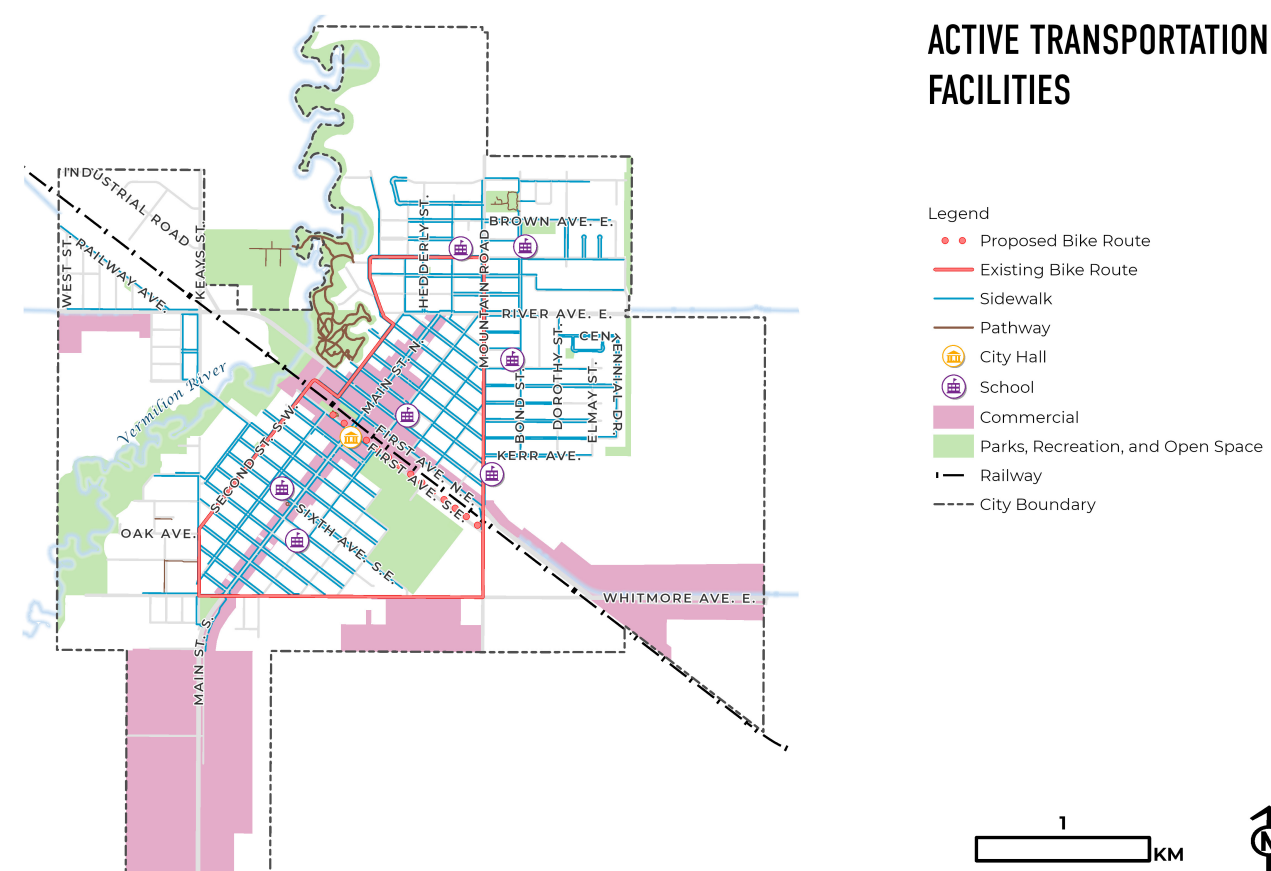 ACTIVE TRANSPORTATION
FACILITIES
Legend
Proposed Bike Route
Existing Bike Route
Sidewalk
Pathway
City Hall
School
Commercial
Parks, Recreation, and Open Space
Railway
City Boundary
1
KM
N
INDUSTRIAL ROAD
KEAYS ST.
WEST ST.
RAILWAY AVE.
HEDDERLY ST.
MOUNTAIN ROAD
BROWN AVE. E.
RIVER AVE. E.
CENTENNIAL DR.
DOROTHY ST.
BOND ST.
ELMAY ST.
KERR AVE.
MAIN ST. N.
Vermilion River
SECOND ST. S.W.
FIRST AVE. N.E.
FIRST AVE. S.E.
SIXTH AVE. S.E.
OAK AVE.
WHITMORE AVE. E.
MAIN ST. S.